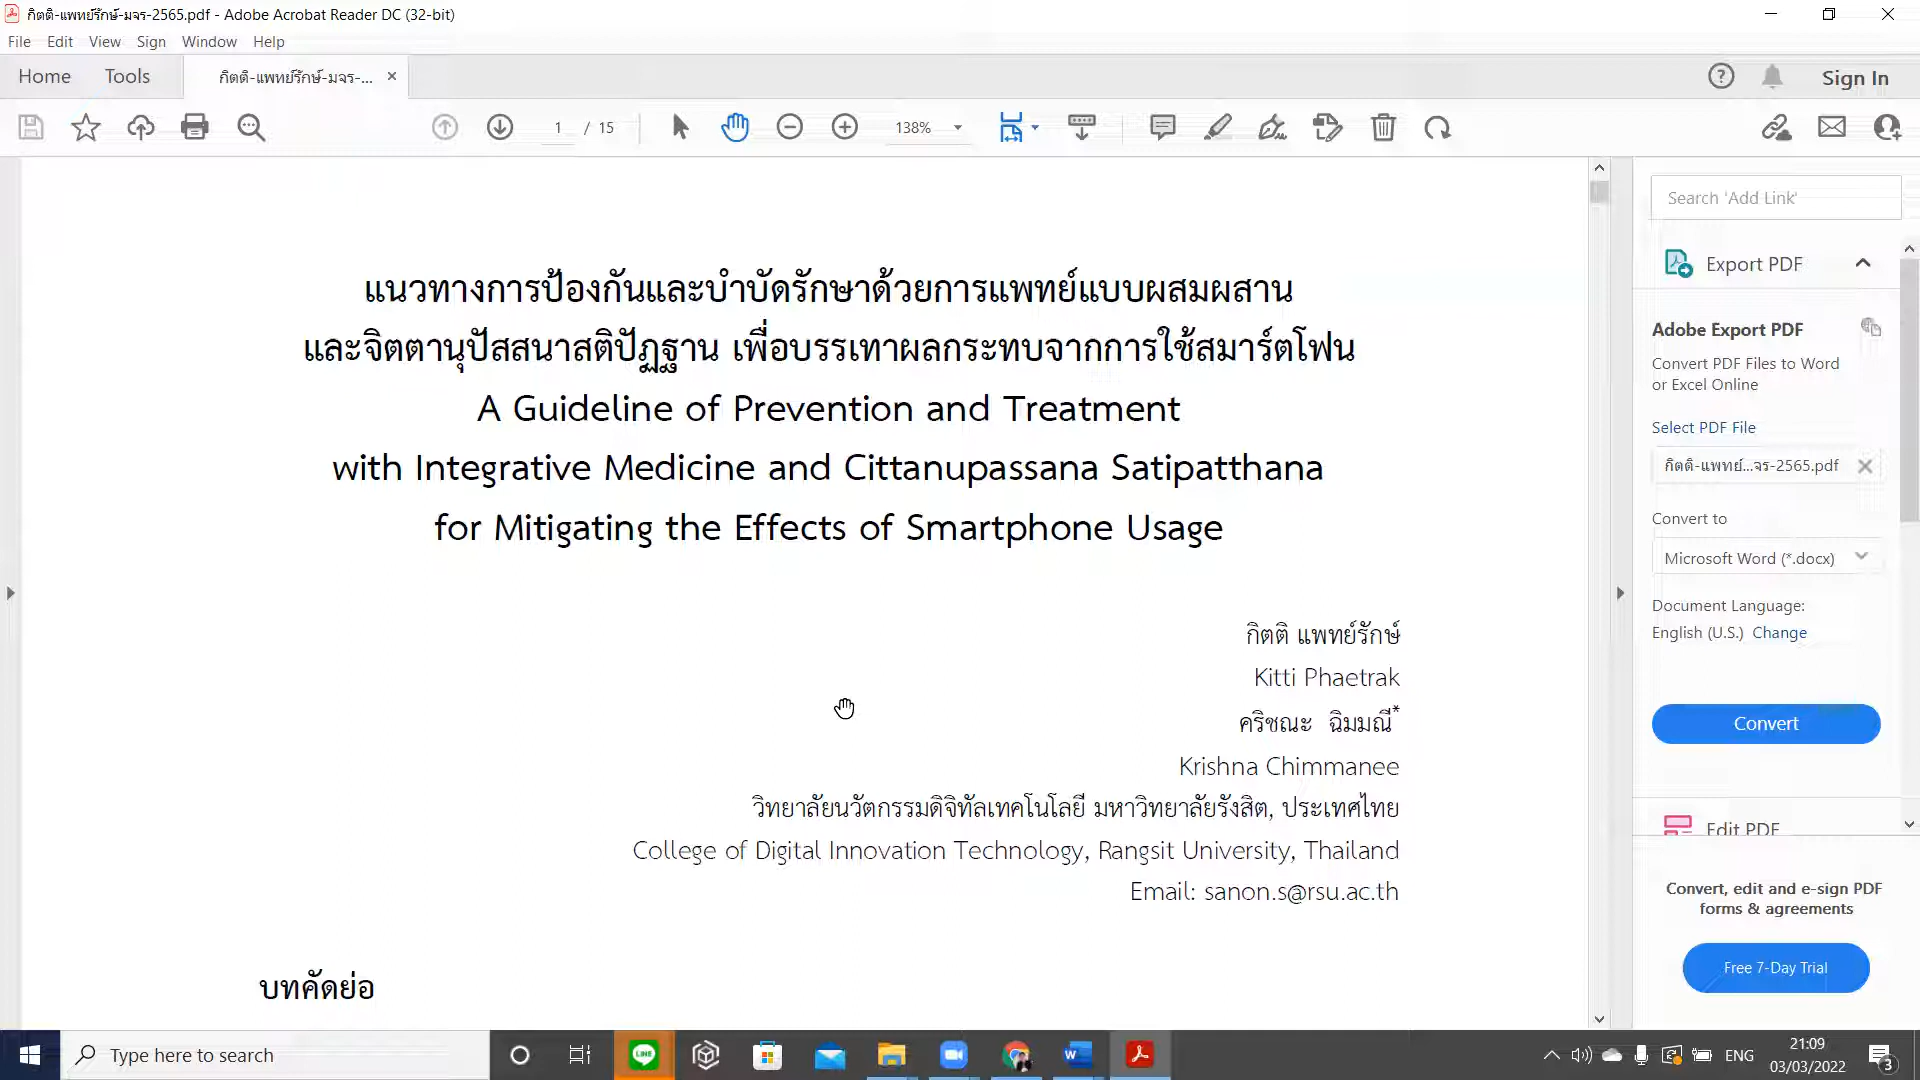 กิตติ-แพทย์รักษ์-มจร-2565.pdf - Adobe Acrobat Reader DC (32-bit)
File Edit View Sign Window Help
Home Tools กิตติ-แพทย์รักษ์-มจร-... ×
Sign In
1 / 15 138%
Search 'Add Link'
แนวทางการป้องกันและบำบัดรักษาด้วยการแพทย์แบบผสมผสาน
และจิตตานุปัสสนาสติปัฏฐาน เพื่อบรรเทาผลกระทบจากการใช้สมาร์ตโฟน
A Guideline of Prevention and Treatment
with Integrative Medicine and Cittanupassana Satipatthana
for Mitigating the Effects of Smartphone Usage
กิตติ แพทย์รักษ์
Kitti Phaetrak
คริชณะ ฉิมมณี*
Krishna Chimmanee
วิทยาลัยนวัตกรรมดิจิทัลเทคโนโลยี มหาวิทยาลัยรังสิต, ประเทศไทย
College of Digital Innovation Technology, Rangsit University, Thailand
Email: sanon.s@rsu.ac.th
บทคัดย่อ
Export PDF
Adobe Export PDF
Convert PDF Files to Word
or Excel Online
Select PDF File
กิตติ-แพทย์...จร-2565.pdf
Convert to
Microsoft Word (*.docx)
Document Language:
English (U.S.) Change
Convert
Edit PDF
Convert, edit and e-sign PDF
forms & agreements
Free 7-Day Trial
Type here to search
LINE
ENG
21:09
03/03/2022
3